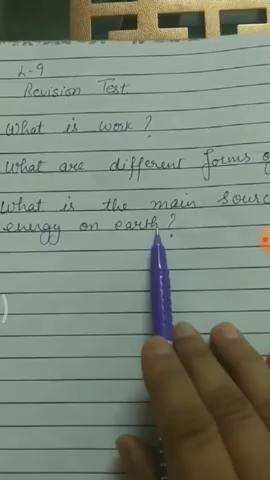 L-9
Revision Test
What is work?
What are different forms
What is the main
energy on earth?